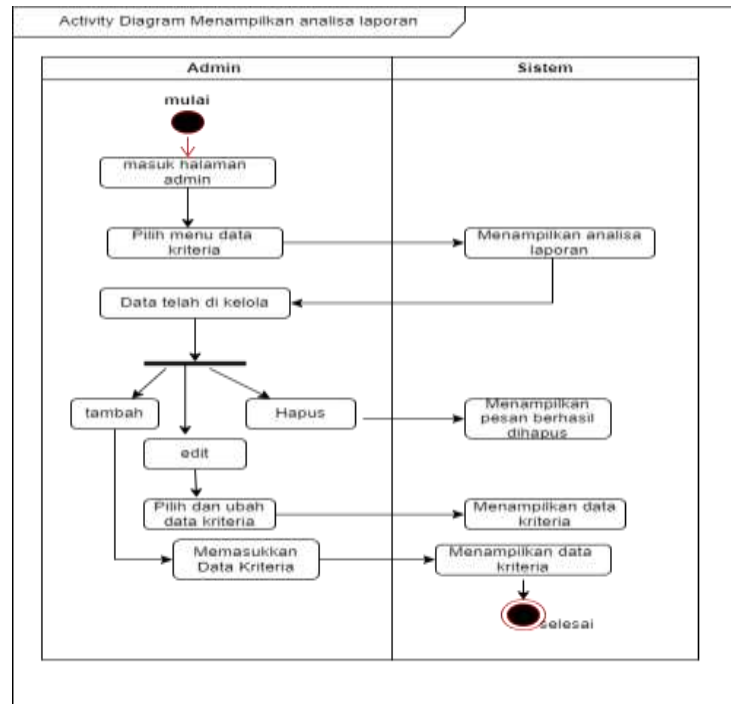 Activity Diagram Menampilkan analisa laporan
Admin
Sistem
mulai
masuk halaman
admin
Pilih menu data
kriteria
Menampilkan analisa
laporan
Data telah di kelola
tambah
Hapus
Menampilkan
pesan berhasil
dihapus
edit
Pilih dan ubah
data kriteria
Menampilkan data
kriteria
Memasukkan
Data Kriteria
Menampilkan data
kriteria
selesai